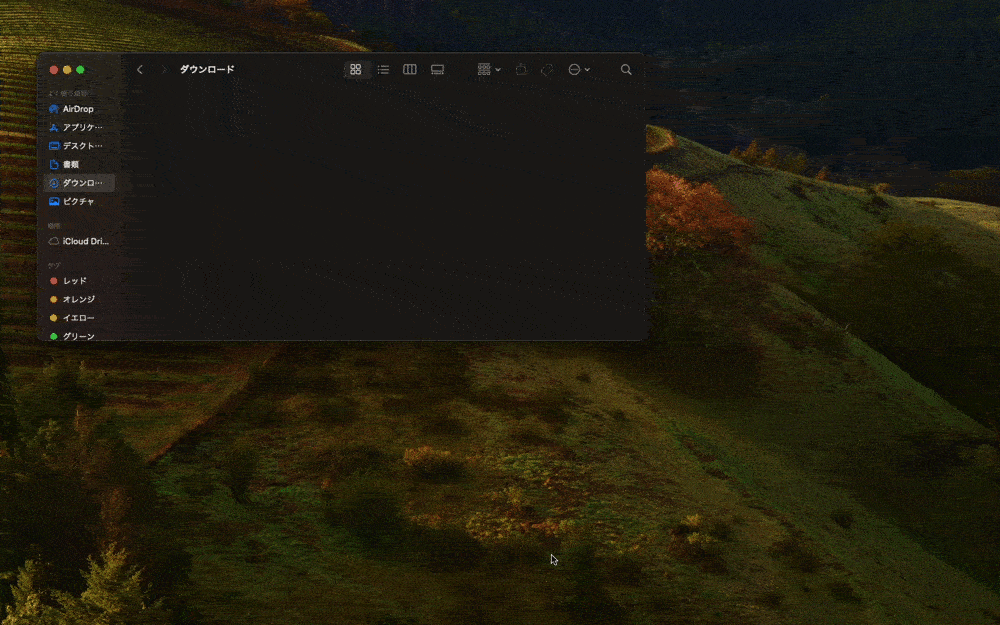 ダウンロード
よく使う項目
AirDrop
アプリケ…
デスクト…
書類
ダウンロ…
ピクチャ
iCloud Dri...
タグ
レッド
オレンジ
イエロー
グリーン